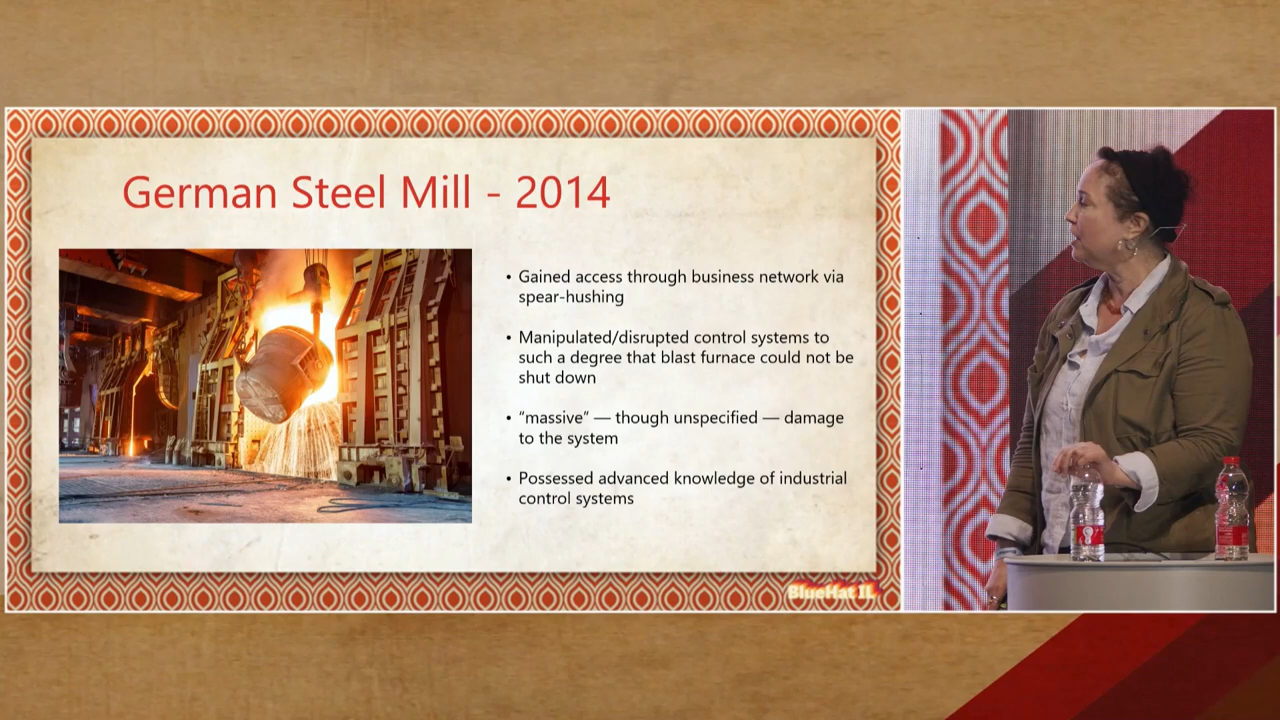 German Steel Mill - 2014
• Gained access through business network via
spear-hushing
• Manipulated/disrupted control systems to
such a degree that blast furnace could not be
shut down
• “massive” — though unspecified — damage
to the system
• Possessed advanced knowledge of industrial
control systems
BlueHat IL